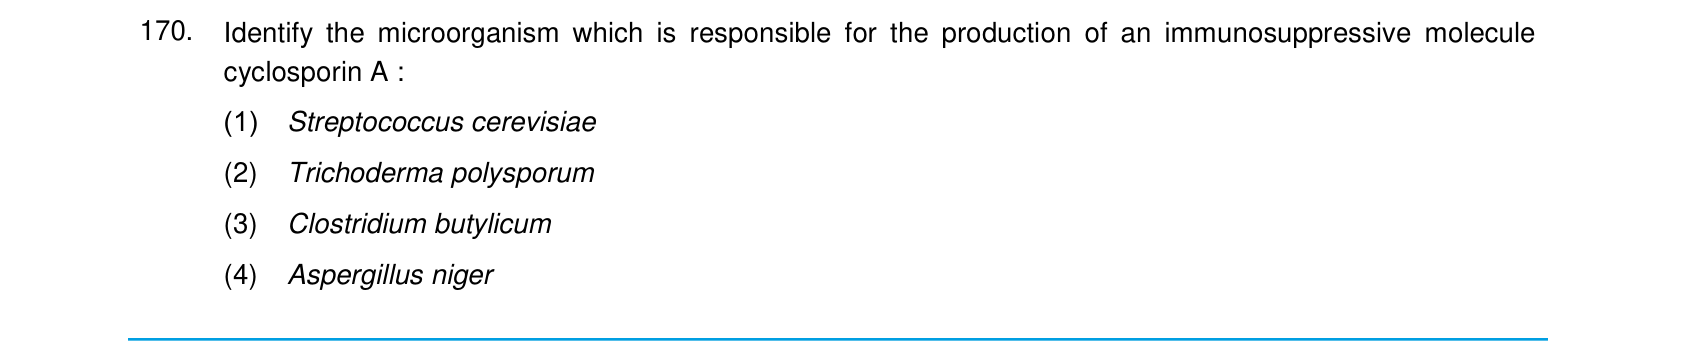 170. Identify the microorganism which is responsible for the production of an immunosuppressive molecule
cyclosporin A :
(1) Streptococcus cerevisiae
(2) Trichoderma polysporum
(3) Clostridium butylicum
(4) Aspergillus niger